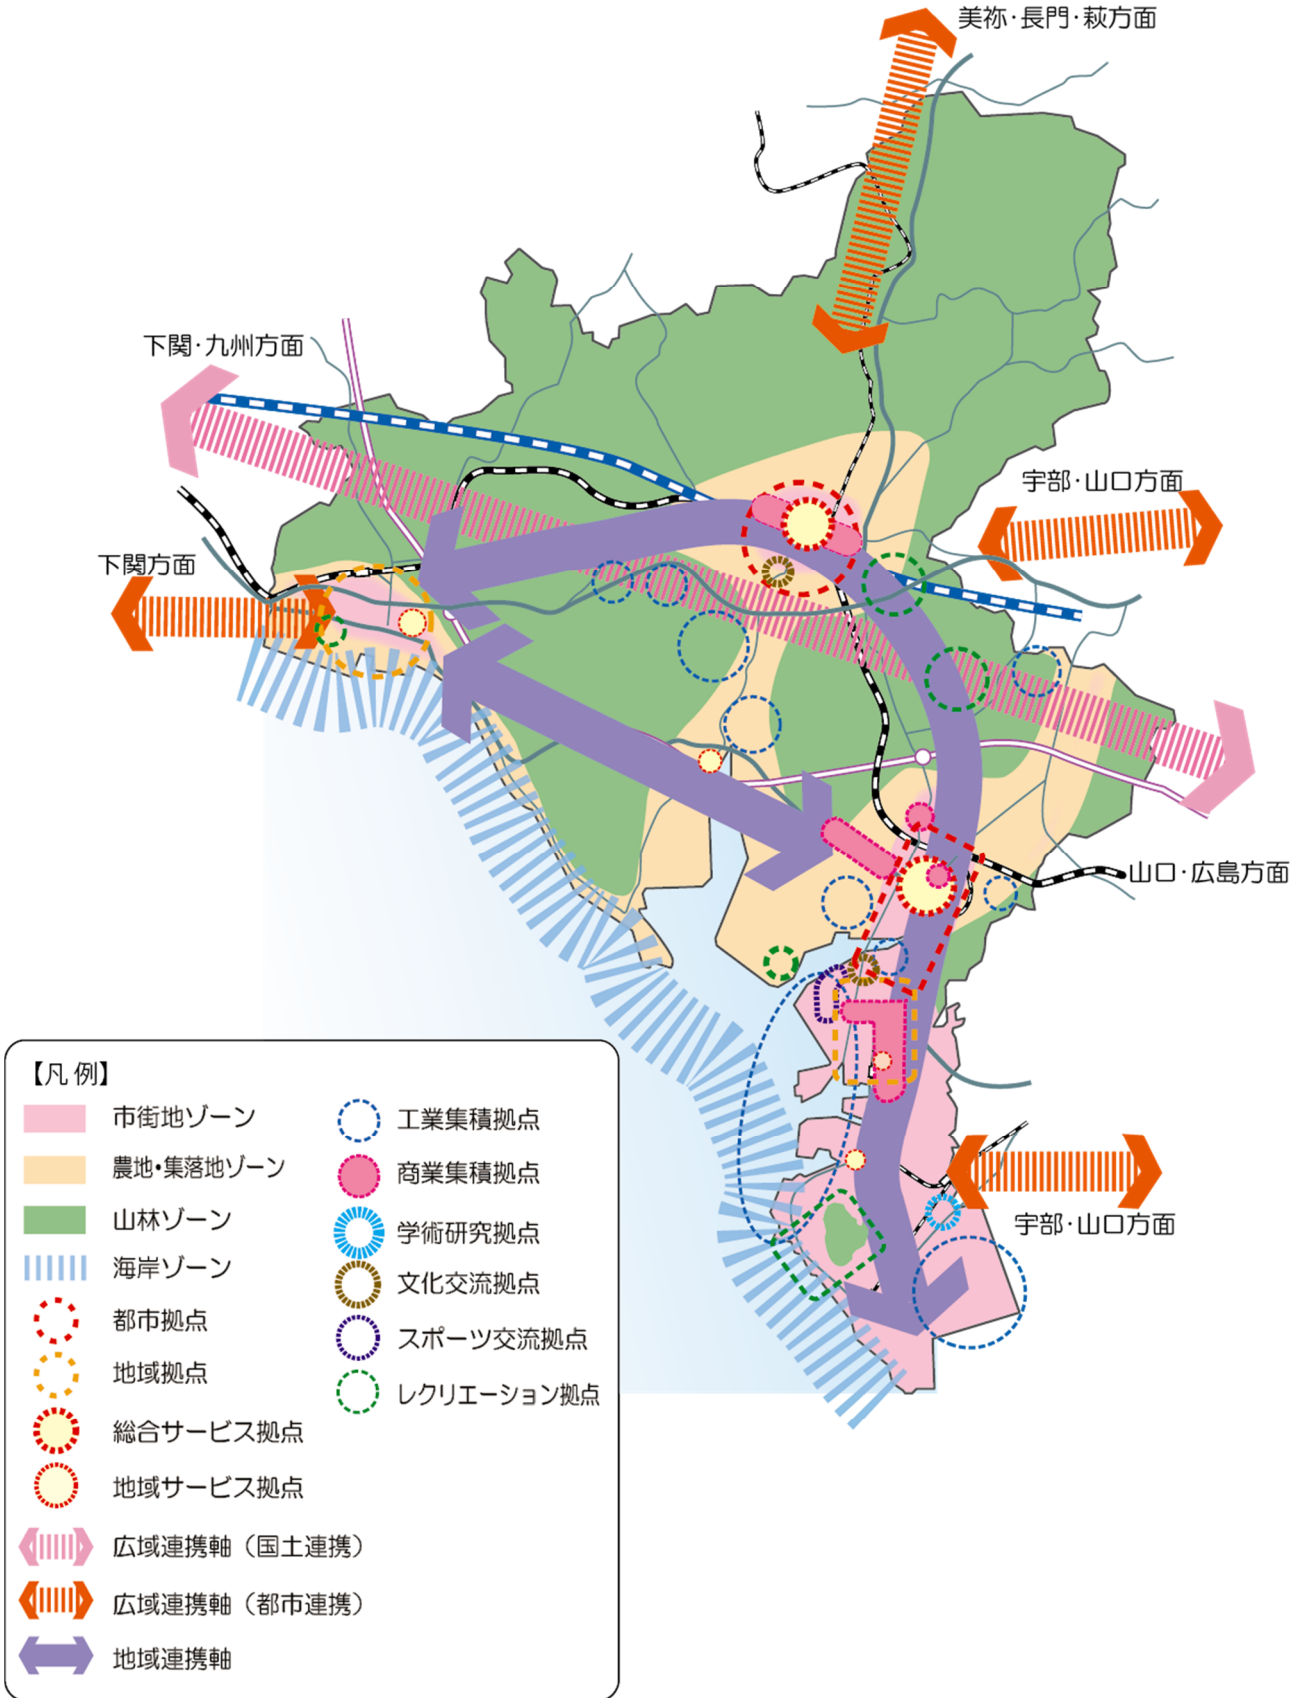 美祢・長門・萩方面
下関・九州方面
宇部・山口方面
下関方面
山口・広島方面
宇部・山口方面
【凡例】
市街地ゾーン
農地・集落地ゾーン
山林ゾーン
海岸ゾーン
都市拠点
地域拠点
総合サービス拠点
地域サービス拠点
広域連携軸（国土連携）
広域連携軸（都市連携）
地域連携軸
工業集積拠点
商業集積拠点
学術研究拠点
文化交流拠点
スポーツ交流拠点
レクリエーション拠点